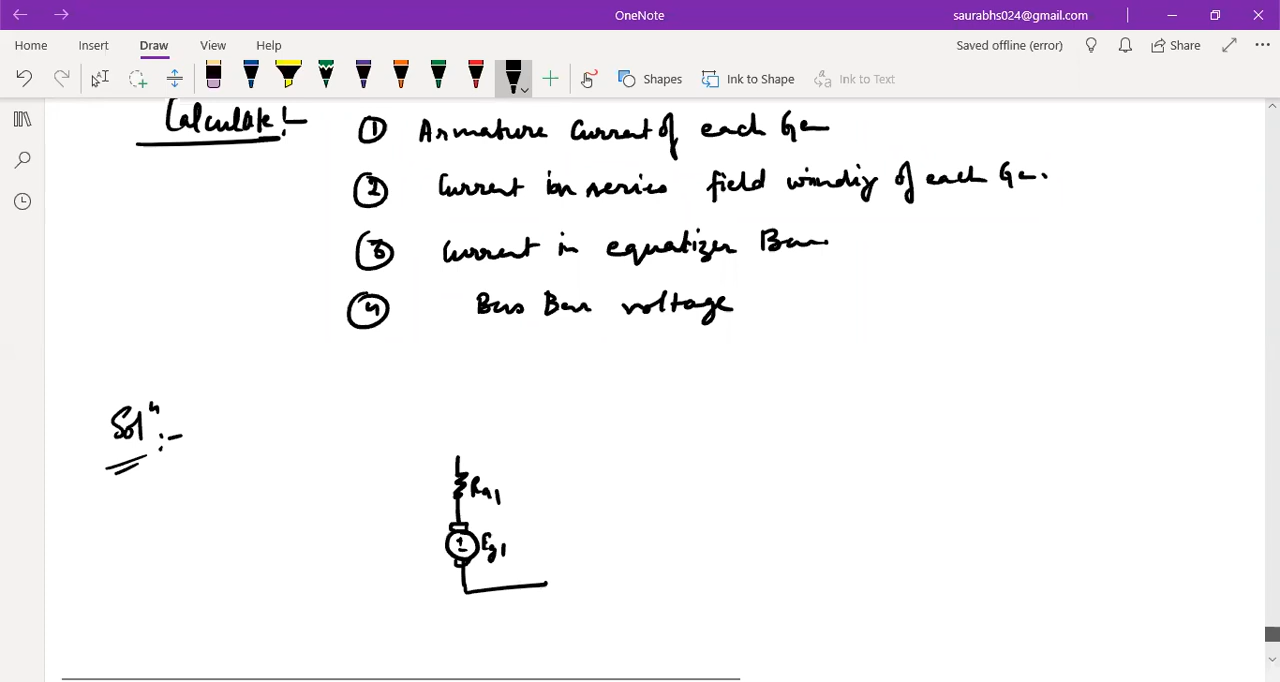 OneNote
saurabhs024@gmail.com
Home Insert Draw View Help
Saved offline (error) Share
Shapes Ink to Shape Ink to Text
Calculate :-
① Armature Current of each Gen
② Current in series field winding of each Gen.
③ Current in equalizer Bar
④ Bus Bar voltage
Solⁿ :-
Ra1
Eg1